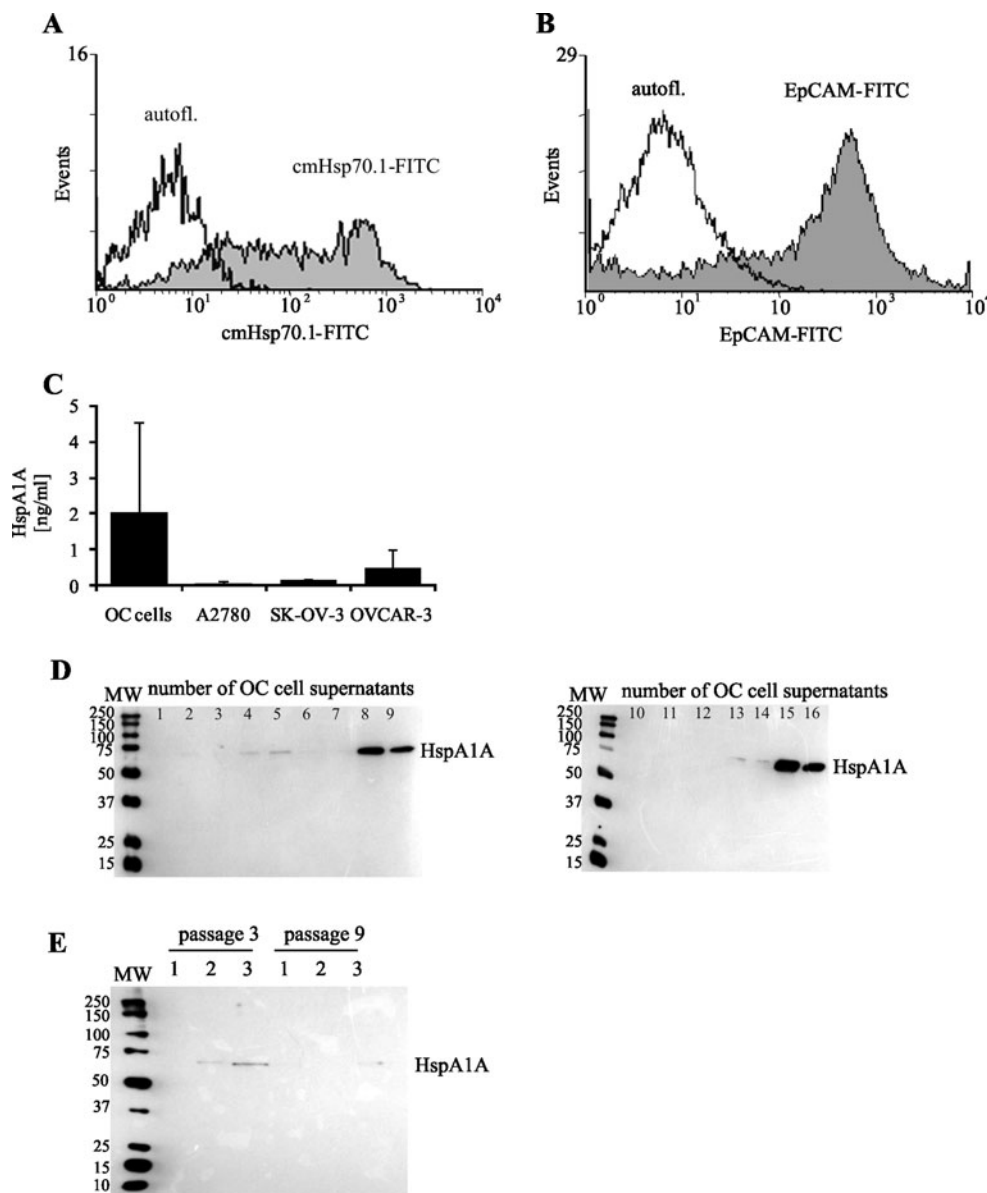 A
16
Events
autofl.
cmHsp70.1-FITC
10⁰ 10¹ 10² 10³ 10⁴
cmHsp70.1-FITC
B
29
Events
autofl.
EpCAM-FITC
10⁰ 10¹ 10³ 10⁴
EpCAM-FITC
C
HspA1A
[ng/ml]
5
4
3
2
1
0
OC cells A2780 SK-OV-3 OVCAR-3
D
MW number of OC cell supernatants
1 2 3 4 5 6 7 8 9
250
150
100
75
50
37
25
15
HspA1A
MW number of OC cell supernatants
10 11 12 13 14 15 16
250
150
100
75
50
37
25
15
HspA1A
E
passage 3 passage 9
MW 1 2 3 1 2 3
250
150
100
75
50
37
25
15
10
HspA1A